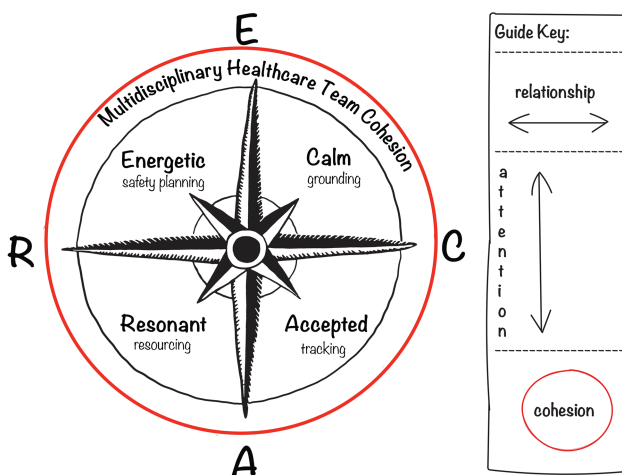 E
Multidisciplinary Healthcare Team Cohesion
Energetic
safety planning
Calm
grounding
R
C
Resonant
resourcing
Accepted
tracking
A
Guide Key:
relationship
attention
cohesion